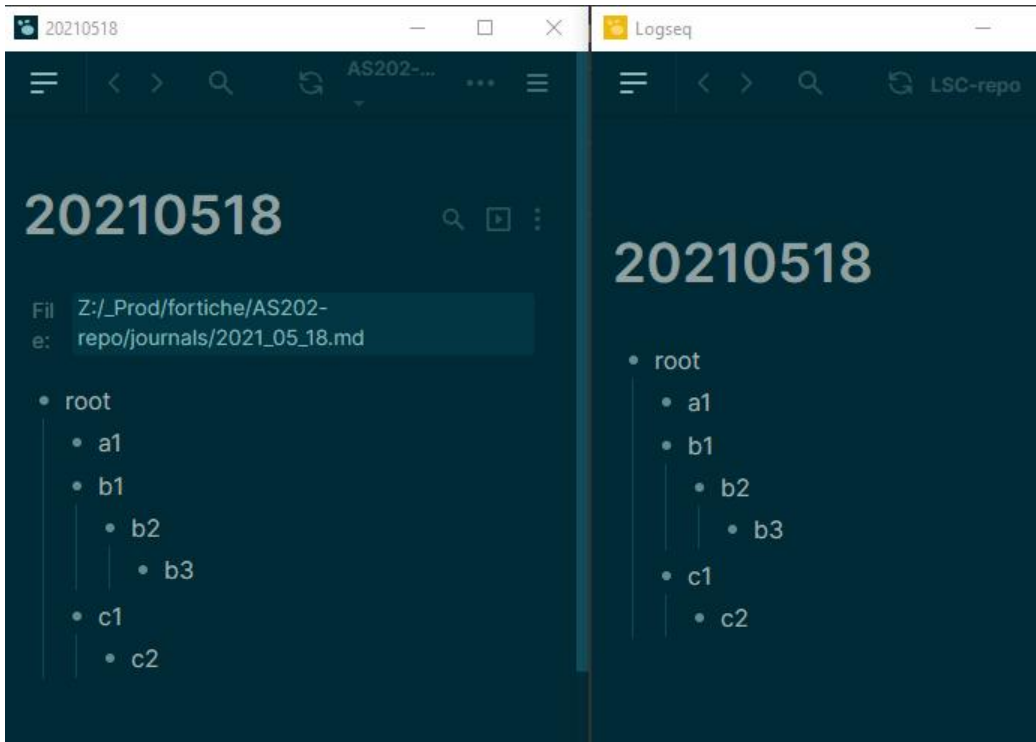 20210518
AS202-...
20210518
Fil
e:
Z:/_Prod/fortiche/AS202-
repo/journals/2021_05_18.md
root
a1
b1
b2
b3
c1
c2
Logseq
LSC-repo
20210518
root
a1
b1
b2
b3
c1
c2